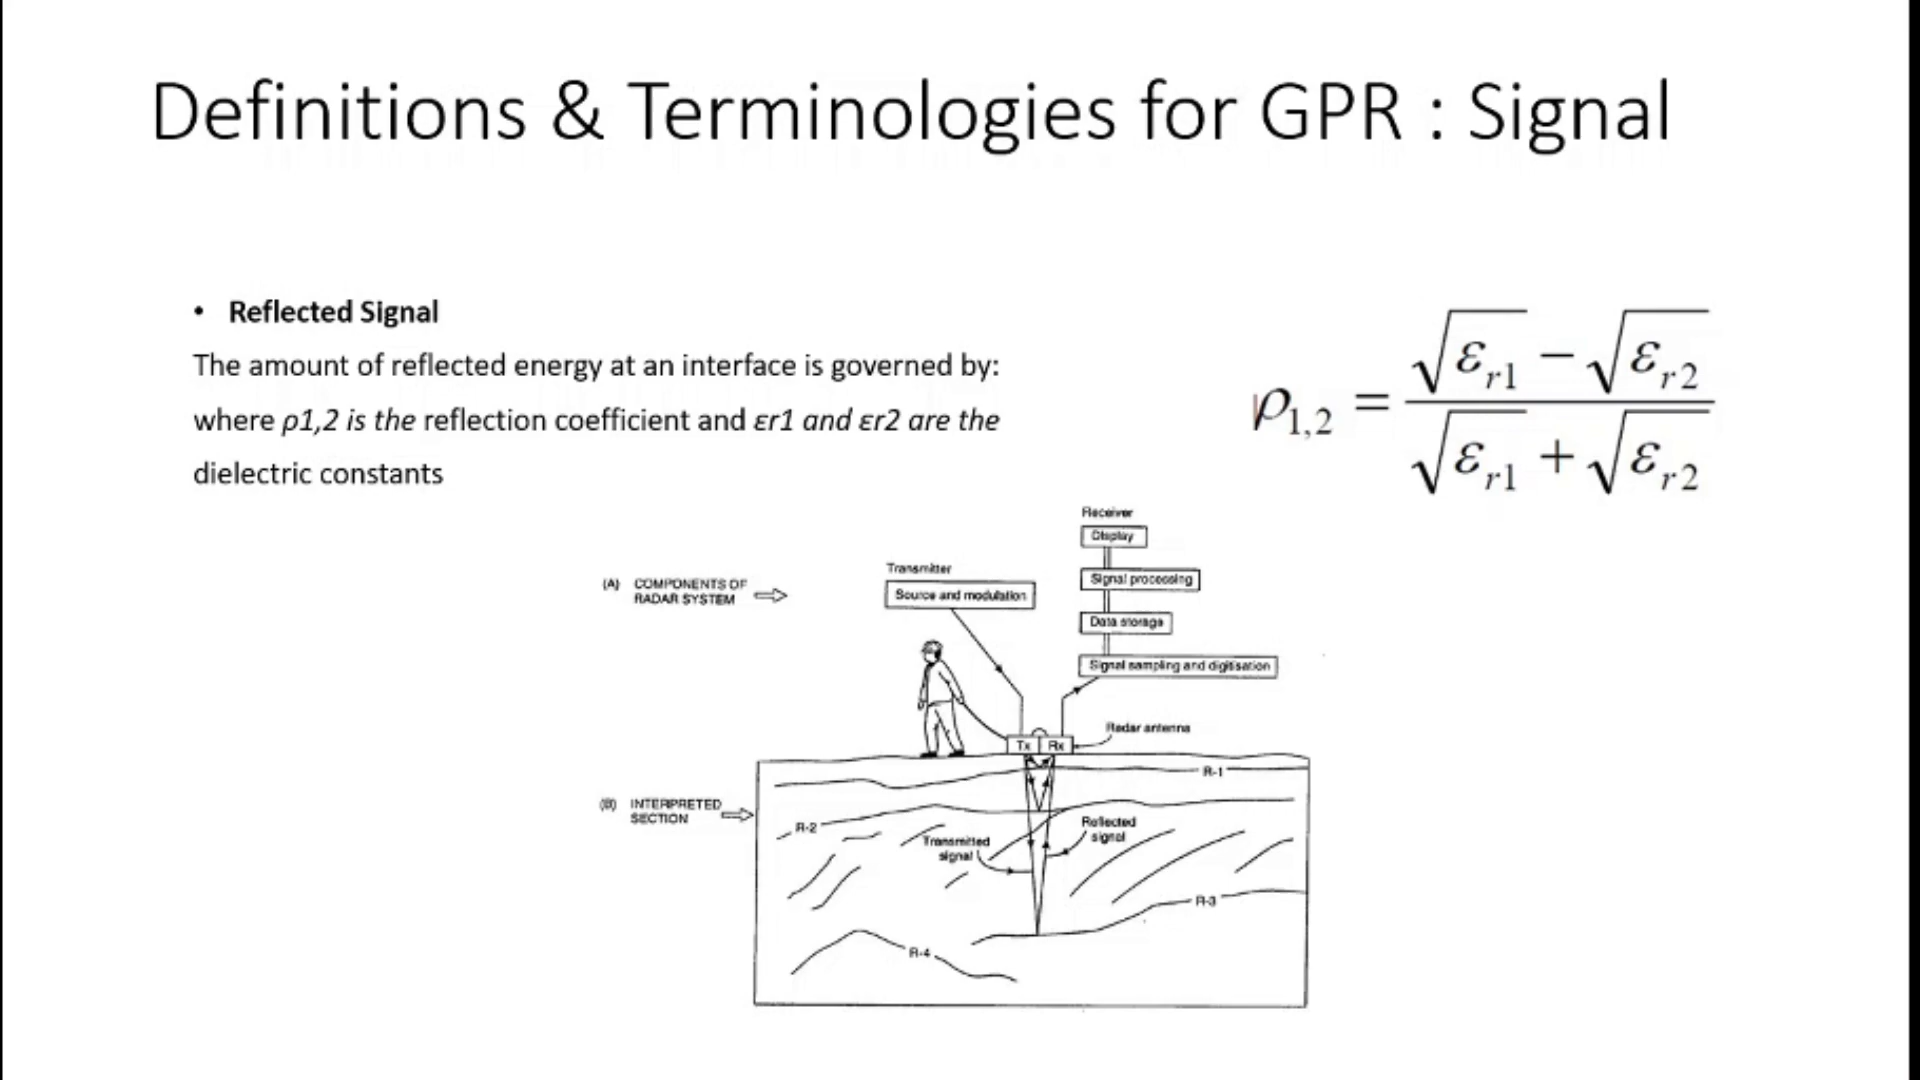 Definitions & Terminologies for GPR : Signal
• Reflected Signal
The amount of reflected energy at an interface is governed by:
where ρ1,2 is the reflection coefficient and εr1 and εr2 are the
dielectric constants
ρ1,2 = (√εr1 − √εr2) / (√εr1 + √εr2)
Receiver
Display
Signal processing
Data storage
Signal sampling and digitisation
Transmitter
Source and modulation
(A) COMPONENTS OF
RADAR SYSTEM
Radar antenna
Tx Rx
R-1
(B) INTERPRETED
SECTION
R-2
Transmitted
signal
Reflected
signal
R-3
R-4